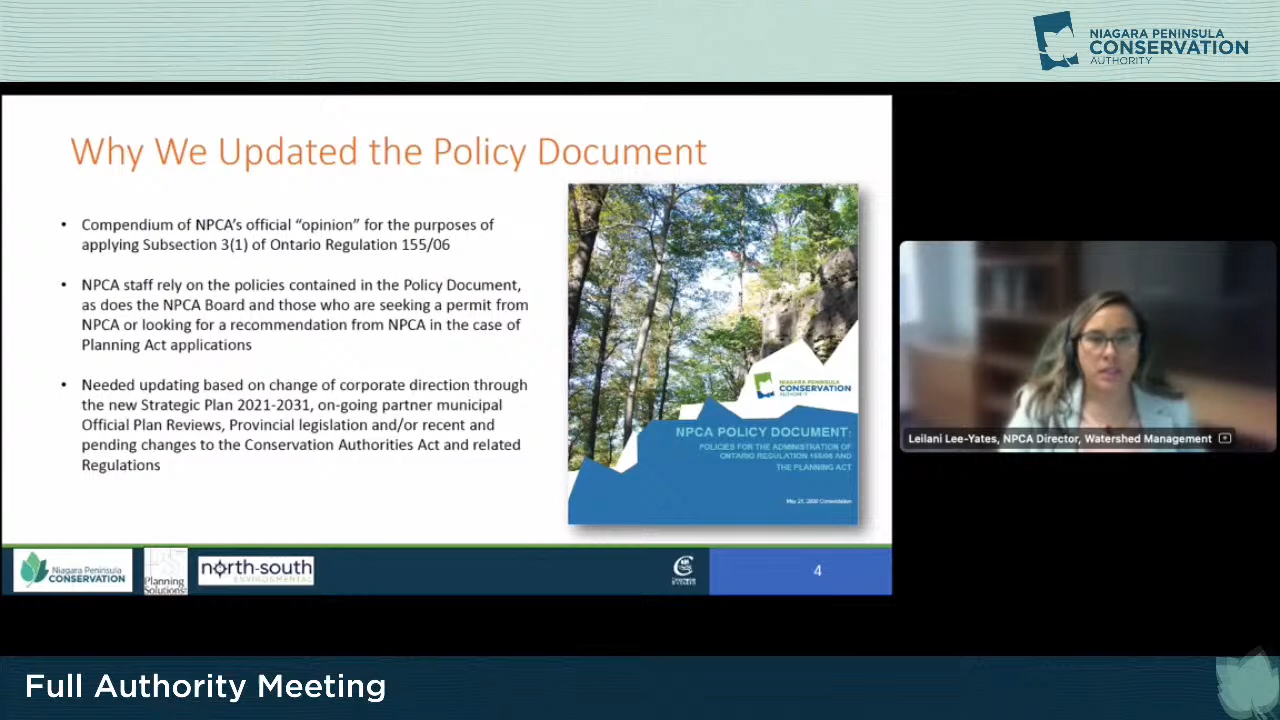 NIAGARA PENINSULA
CONSERVATION
AUTHORITY
Why We Updated the Policy Document
• Compendium of NPCA's official “opinion” for the purposes of
applying Subsection 3(1) of Ontario Regulation 155/06
• NPCA staff rely on the policies contained in the Policy Document,
as does the NPCA Board and those who are seeking a permit from
NPCA or looking for a recommendation from NPCA in the case of
Planning Act applications
• Needed updating based on change of corporate direction through
the new Strategic Plan 2021-2031, on-going partner municipal
Official Plan Reviews, Provincial legislation and/or recent and
pending changes to the Conservation Authorities Act and related
Regulations
NIAGARA PENINSULA
CONSERVATION
AUTHORITY
NPCA POLICY DOCUMENT:
POLICIES FOR THE ADMINISTRATION OF
ONTARIO REGULATION 155/06 AND
THE PLANNING ACT
Consolidation
Leilani Lee-Yates, NPCA Director, Watershed Management
Niagara Peninsula
CONSERVATION
Planning
Solutions
north-south
ENVIRONMENTAL
4
Full Authority Meeting